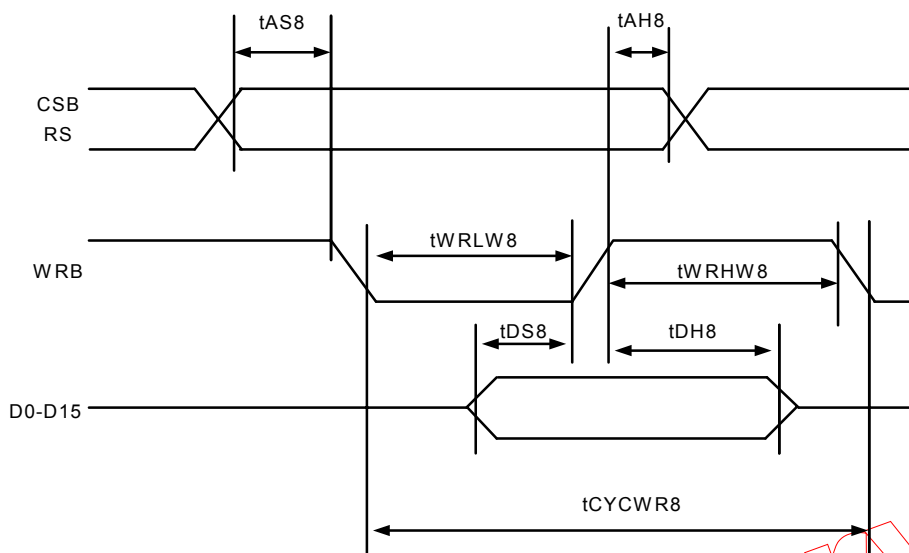 tAS8
tAH8
CSB
RS
tWRLW8
WRB
tWRHW8
tDS8
tDH8
D0-D15
tCYCWR8